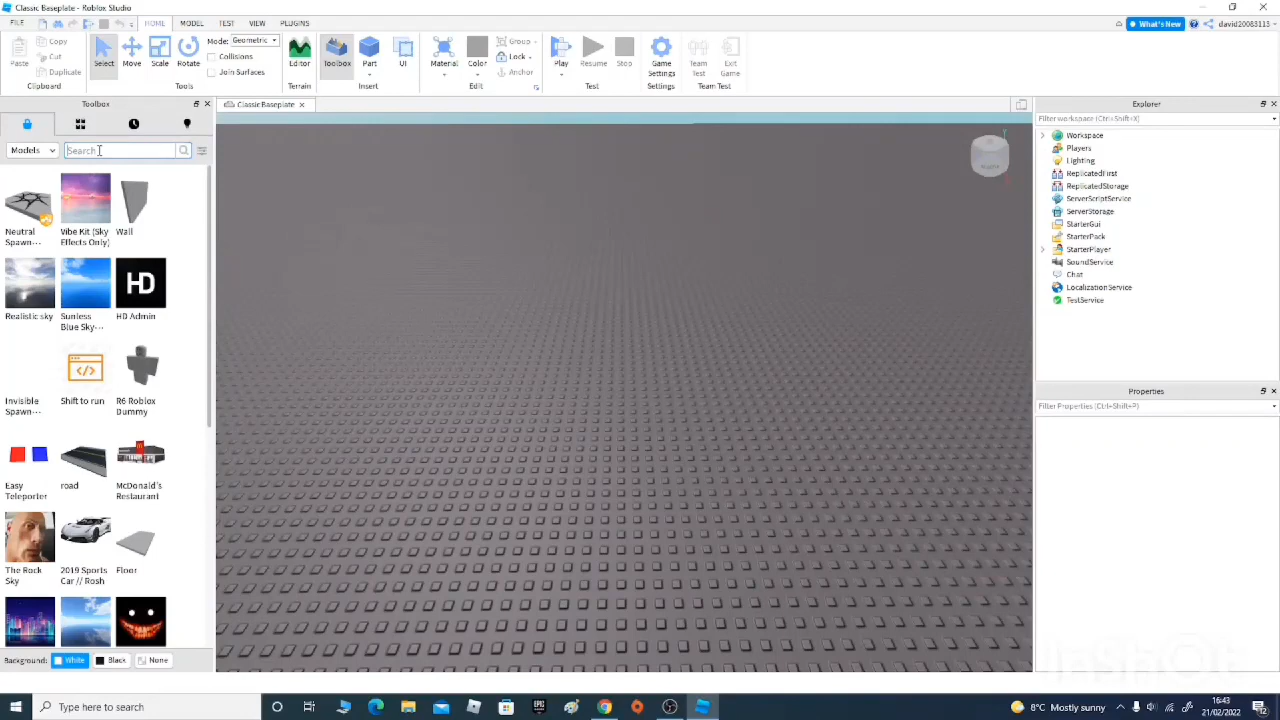 Classic Baseplate - Roblox Studio
FILE HOME MODEL TEST VIEW PLUGINS What's New david20083113
Paste Copy Cut Duplicate Clipboard
Select Move Scale Rotate Mode: Geometric Collisions Join Surfaces Tools
Editor Terrain
Toolbox Part UI Insert
Material Color Group Lock Anchor Edit
Play Resume Stop Test
Game Settings Settings
Team Test Exit Game Team Test
Toolbox
Models Search
Neutral Spawn...
Vibe Kit (Sky Effects Only)
Wall
Realistic sky
Sunless Blue Sky...
HD
HD Admin
Invisible Spawn...
Shift to run
R6 Roblox Dummy
Easy Teleporter
road
McDonald's Restaurant
The Rock Sky
2019 Sports Car // Rosh
Floor
Background: White Black None
Classic Baseplate
Explorer
Filter workspace (Ctrl+Shift+X)
Workspace
Players
Lighting
ReplicatedFirst
ReplicatedStorage
ServerScriptService
ServerStorage
StarterGui
StarterPack
StarterPlayer
SoundService
Chat
LocalizationService
TestService
Properties
Filter Properties (Ctrl+Shift+P)
InShOt
Type here to search
EPIC
8°C Mostly sunny
16:43
21/02/2022